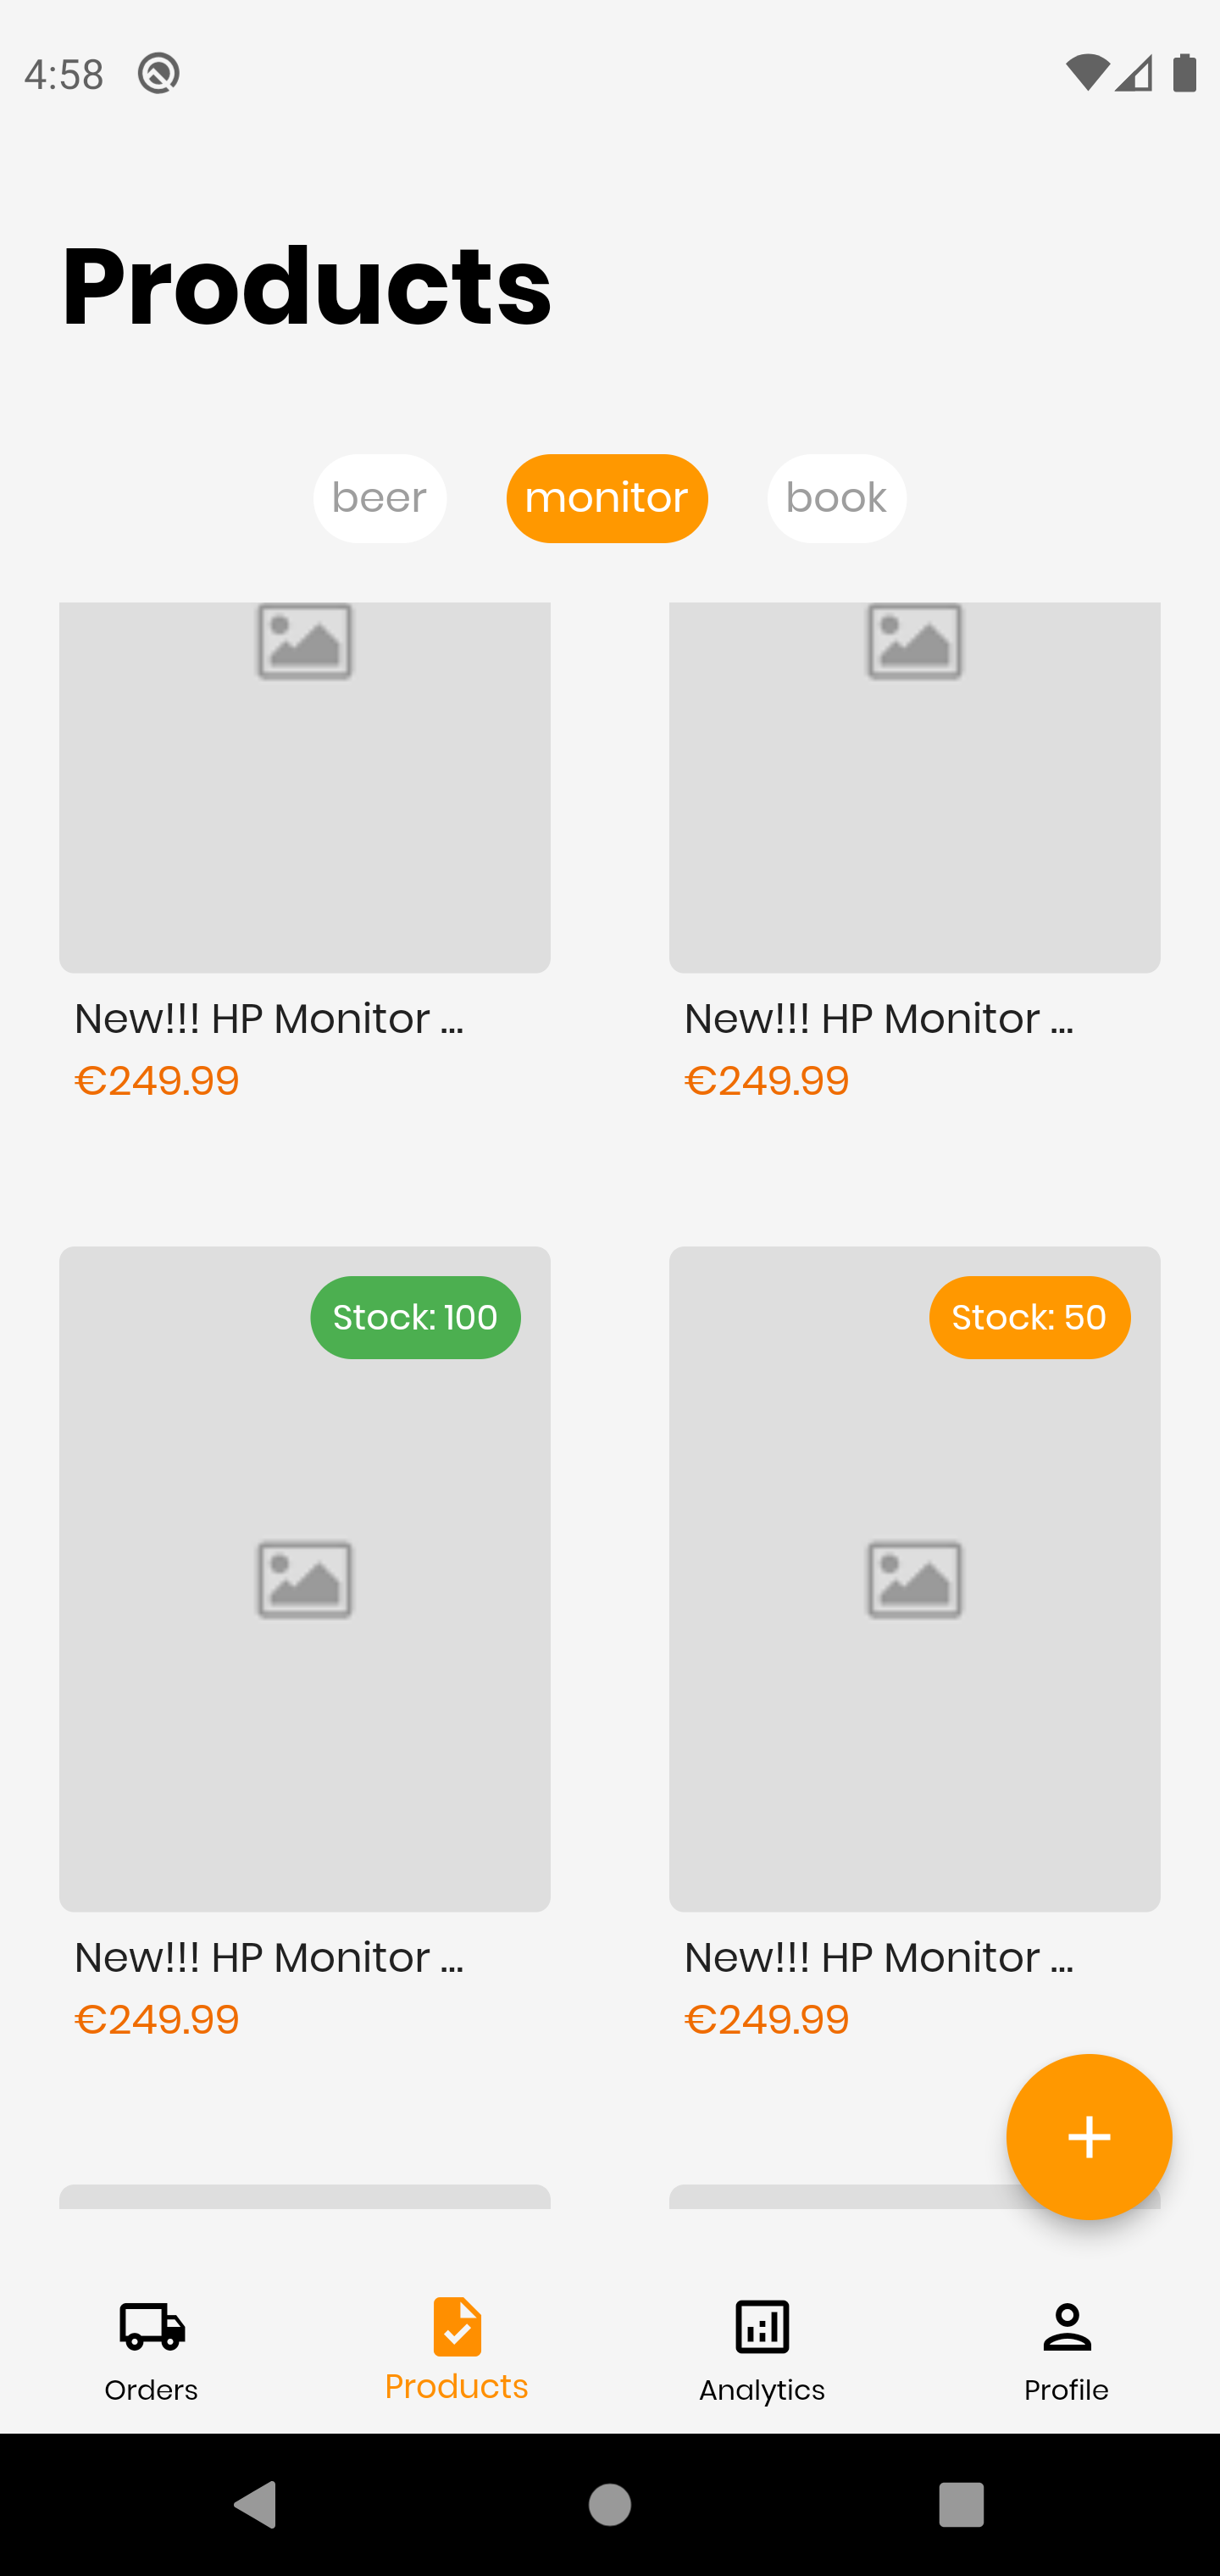 4:58
Products
beer monitor book
New!!! HP Monitor ... New!!! HP Monitor ...
€249.99 €249.99
Stock: 100 Stock: 50
New!!! HP Monitor ... New!!! HP Monitor ...
€249.99 €249.99
Orders Products Analytics Profile